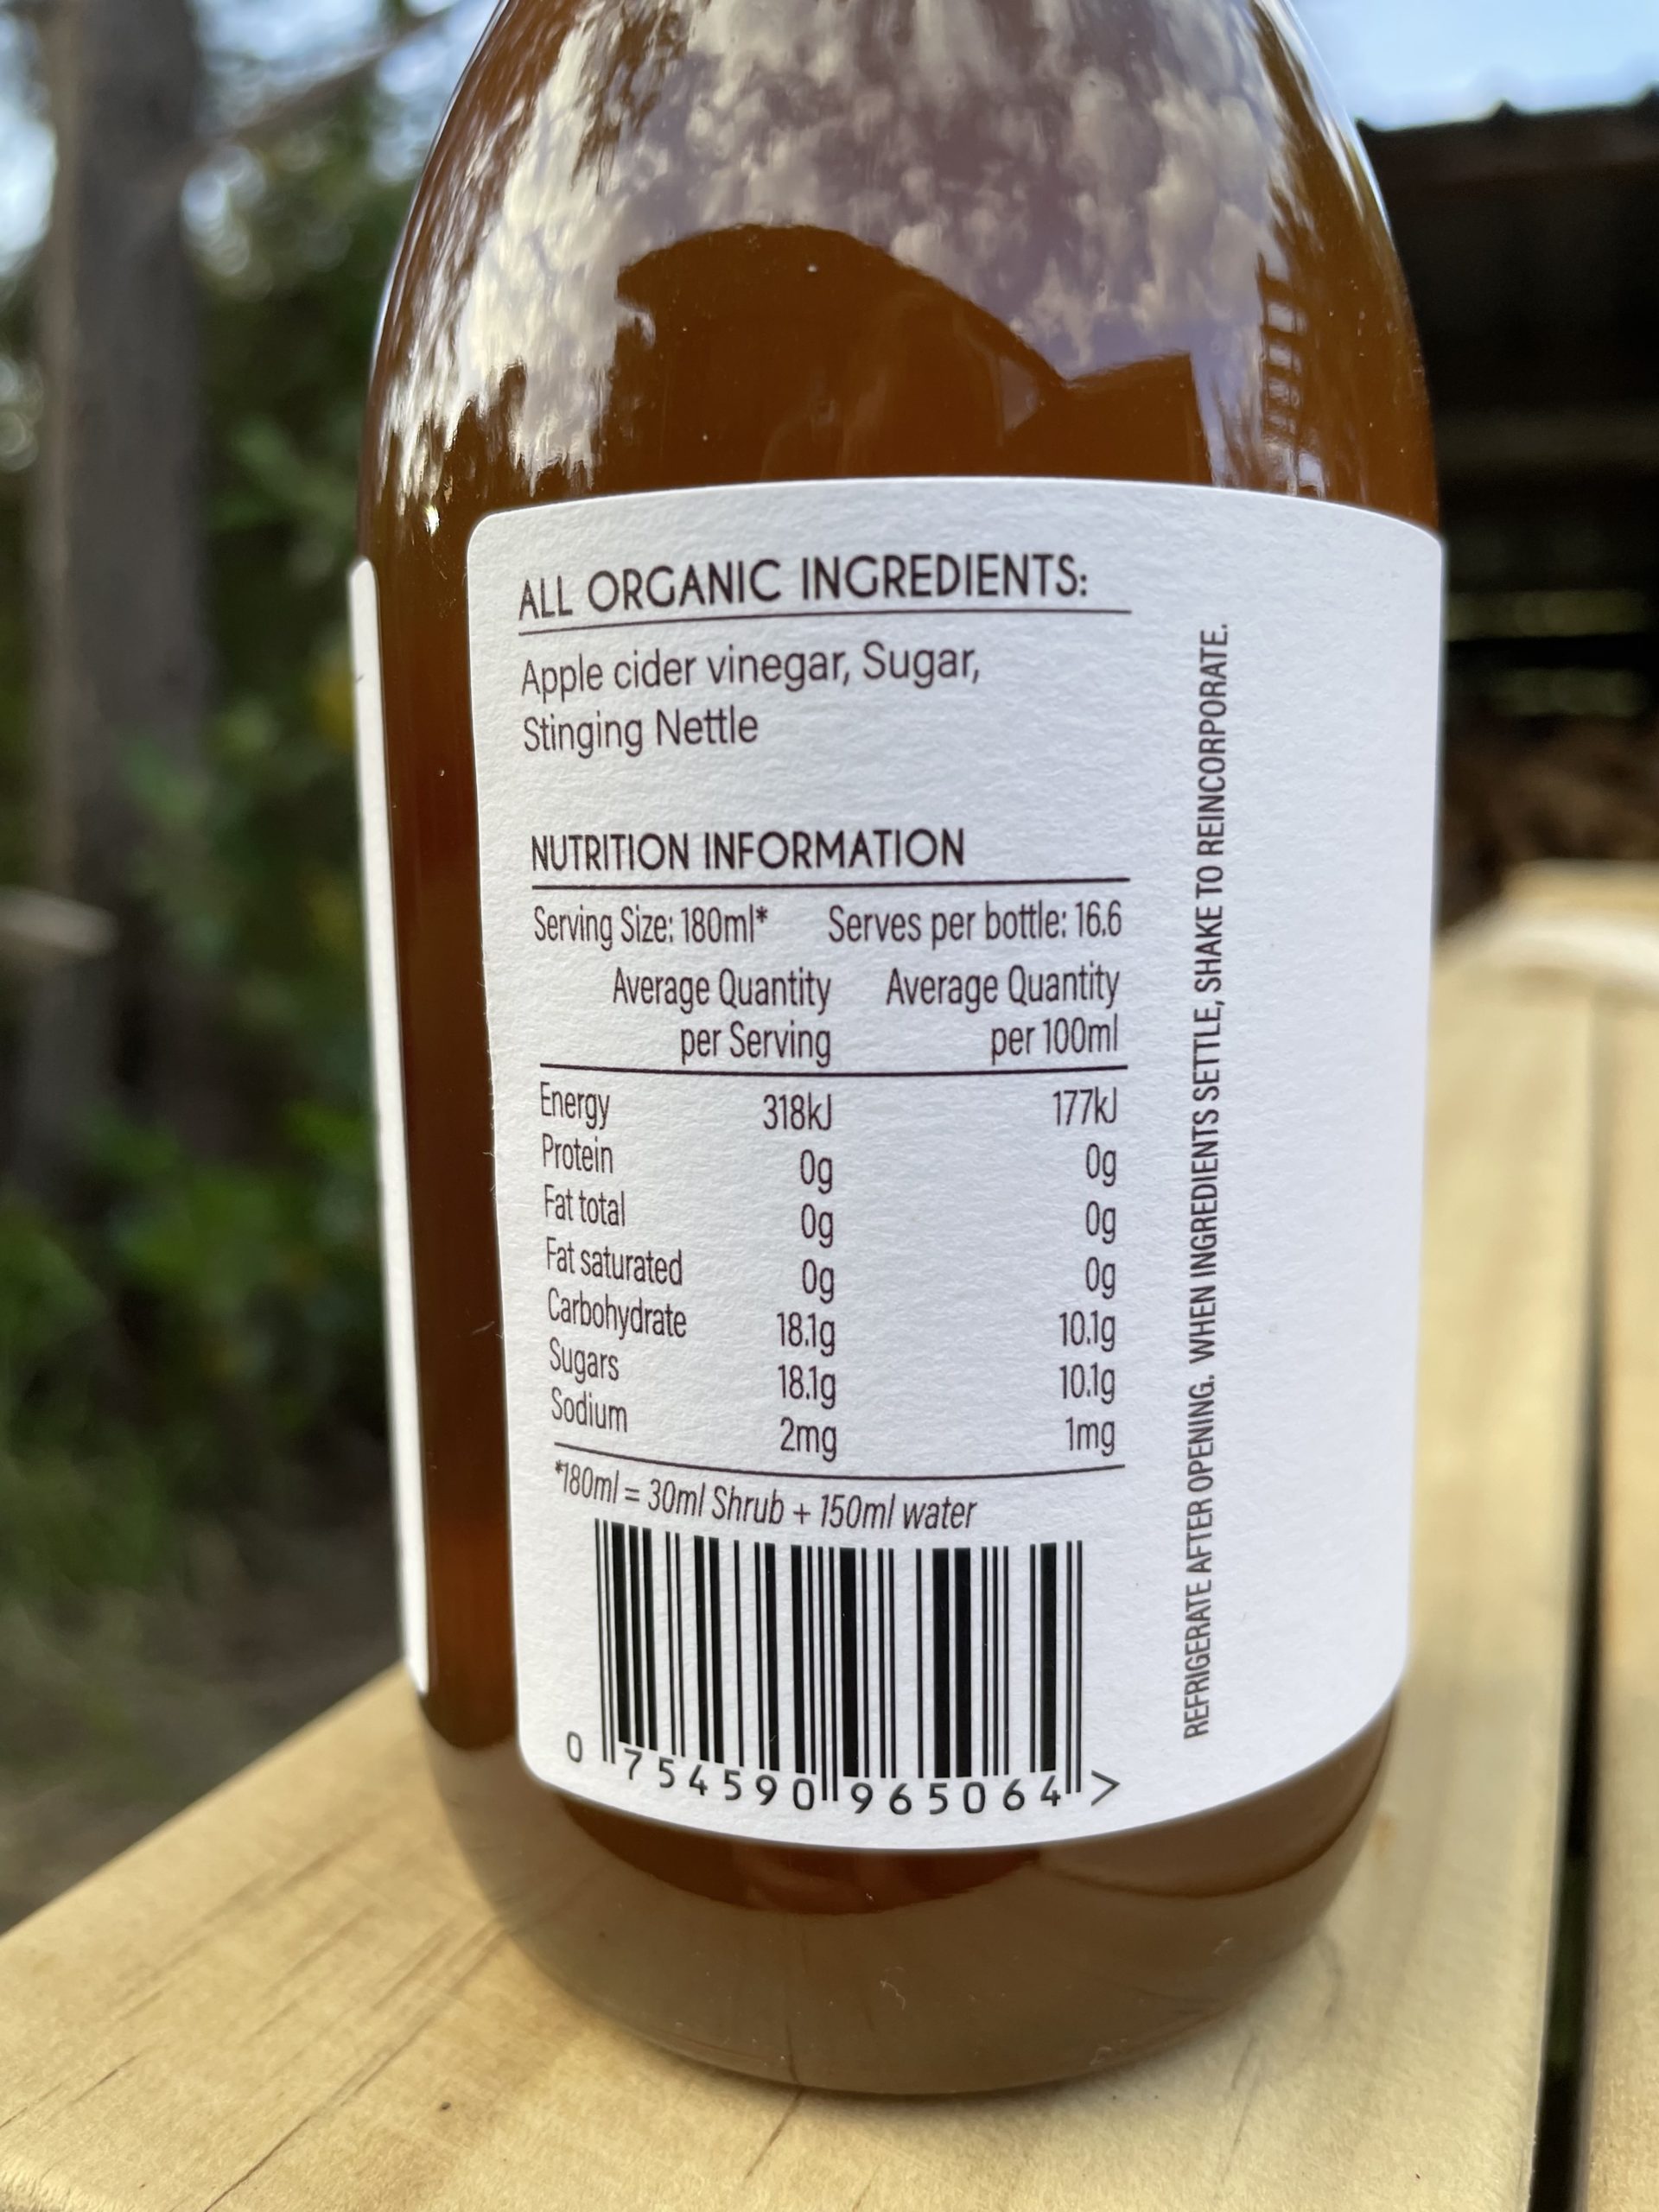 ALL ORGANIC INGREDIENTS:
Apple cider vinegar, Sugar,
Stinging Nettle
NUTRITION INFORMATION
Serving Size: 180ml* Serves per bottle: 16.6
Average Quantity Average Quantity
per Serving per 100ml
Energy 318kJ 177kJ
Protein 0g 0g
Fat total 0g 0g
Fat saturated 0g 0g
Carbohydrate 18.1g 10.1g
Sugars 18.1g 10.1g
Sodium 2mg 1mg
*180ml = 30ml Shrub + 150ml water
0 754590 965064 >
REFRIGERATE AFTER OPENING. WHEN INGREDIENTS SETTLE, SHAKE TO REINCORPORATE.